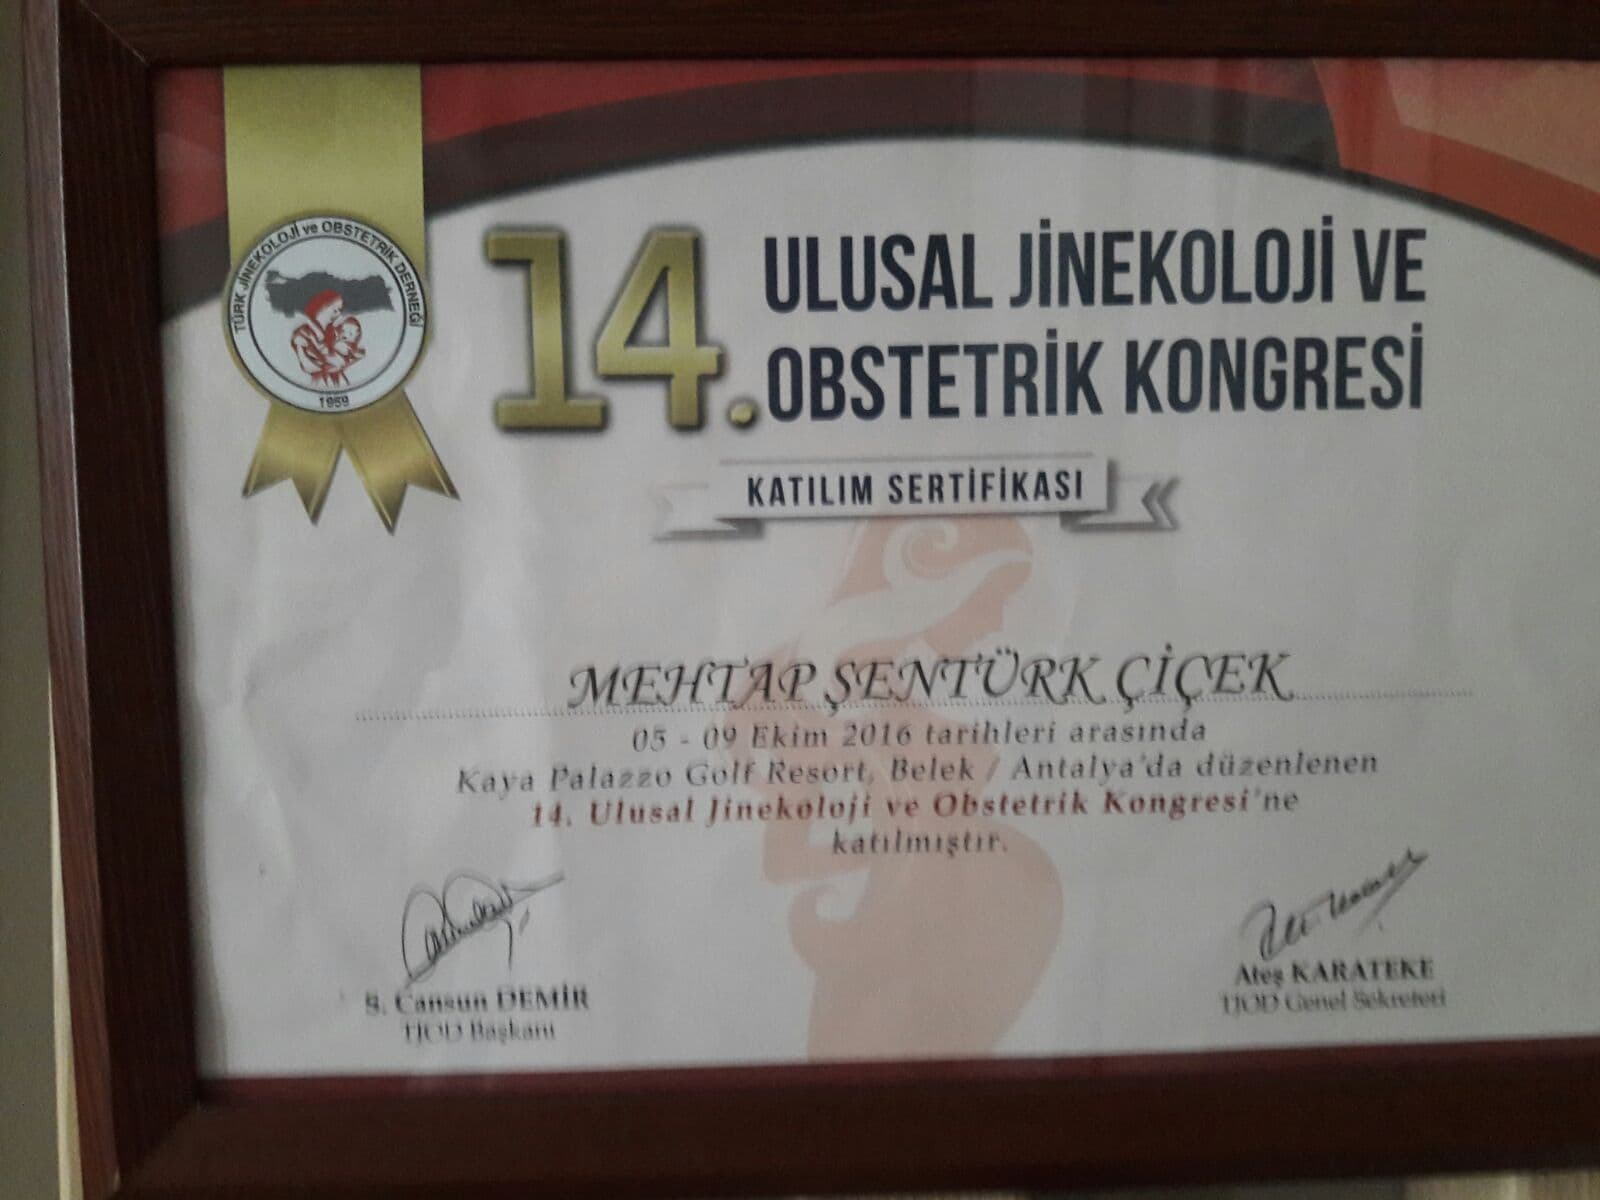 TÜRK JİNEKOLOJİ ve OBSTETRİK DERNEĞİ
1959
14. ULUSAL JİNEKOLOJİ VE
OBSTETRİK KONGRESİ
KATILIM SERTİFİKASI
MEHTAP ŞENTÜRK ÇİÇEK
05 - 09 Ekim 2016 tarihleri arasında
Kaya Palazzo Golf Resort, Belek / Antalya'da düzenlenen
14. Ulusal Jinekoloji ve Obstetrik Kongresi'ne
katılmıştır.
S. Cansun DEMİR
TJOD Başkanı
Ateş KARATEKE
TJOD Genel Sekreteri